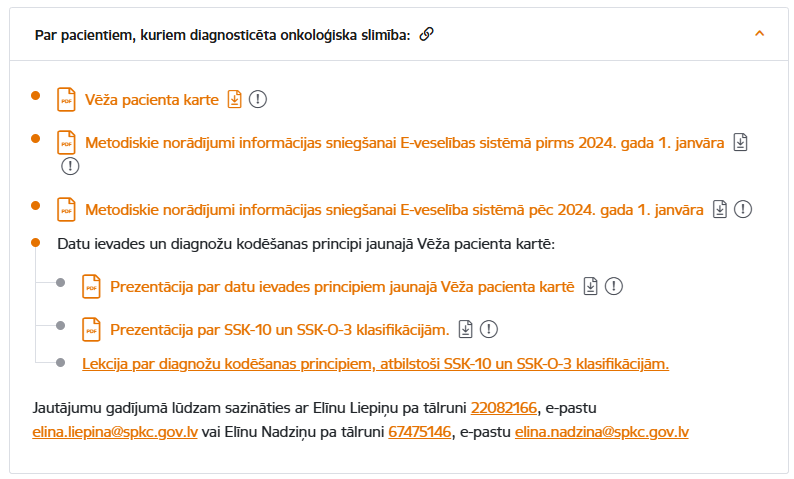 Par pacientiem, kuriem diagnosticēta onkoloģiska slimība:
PDF Vēža pacienta karte
PDF Metodiskie norādījumi informācijas sniegšanai E-veselības sistēmā pirms 2024. gada 1. janvāra
PDF Metodiskie norādījumi informācijas sniegšanai E-veselība sistēmā pēc 2024. gada 1. janvāra
Datu ievades un diagnožu kodēšanas principi jaunajā Vēža pacienta kartē:
PDF Prezentācija par datu ievades principiem jaunajā Vēža pacienta kartē
PDF Prezentācija par SSK-10 un SSK-O-3 klasifikācijām.
Lekcija par diagnožu kodēšanas principiem, atbilstoši SSK-10 un SSK-O-3 klasifikācijām.
Jautājumu gadījumā lūdzam sazināties ar Elīnu Liepiņu pa tālruni 22082166, e-pastu
elina.liepina@spkc.gov.lv vai Elīnu Nadziņu pa tālruni 67475146, e-pastu elina.nadzina@spkc.gov.lv